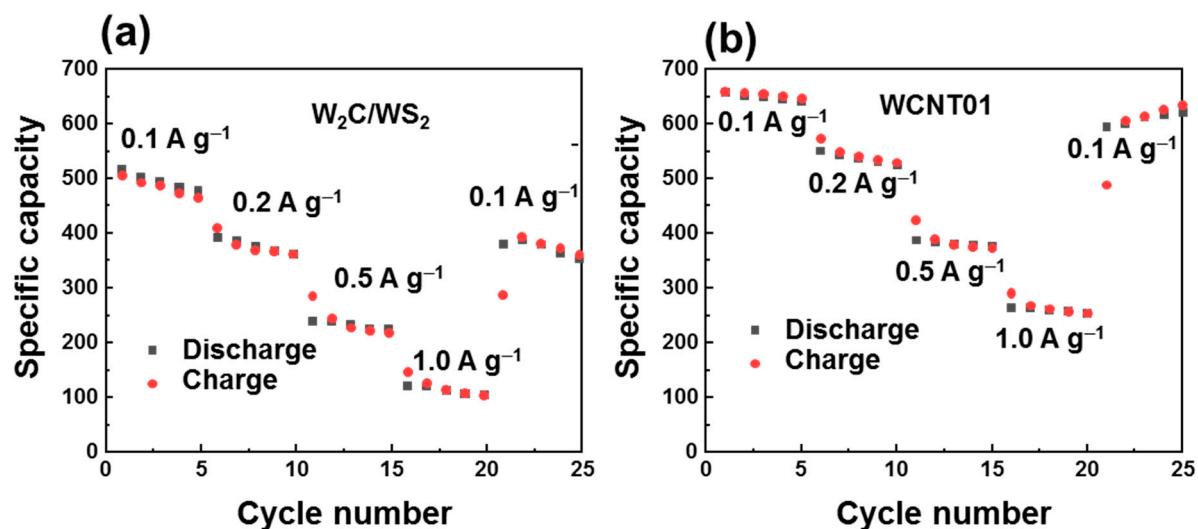 (a)
W₂C/WS₂
0.1 A g⁻¹
0.2 A g⁻¹
0.5 A g⁻¹
1.0 A g⁻¹
0.1 A g⁻¹
-
Discharge
Charge
700
600
500
400
300
200
100
0
0
5
10
15
20
25
Specific capacity
Cycle number
(b)
WCNT01
0.1 A g⁻¹
0.2 A g⁻¹
0.5 A g⁻¹
1.0 A g⁻¹
0.1 A g⁻¹
Discharge
Charge
700
600
500
400
300
200
100
0
0
5
10
15
20
25
Specific capacity
Cycle number